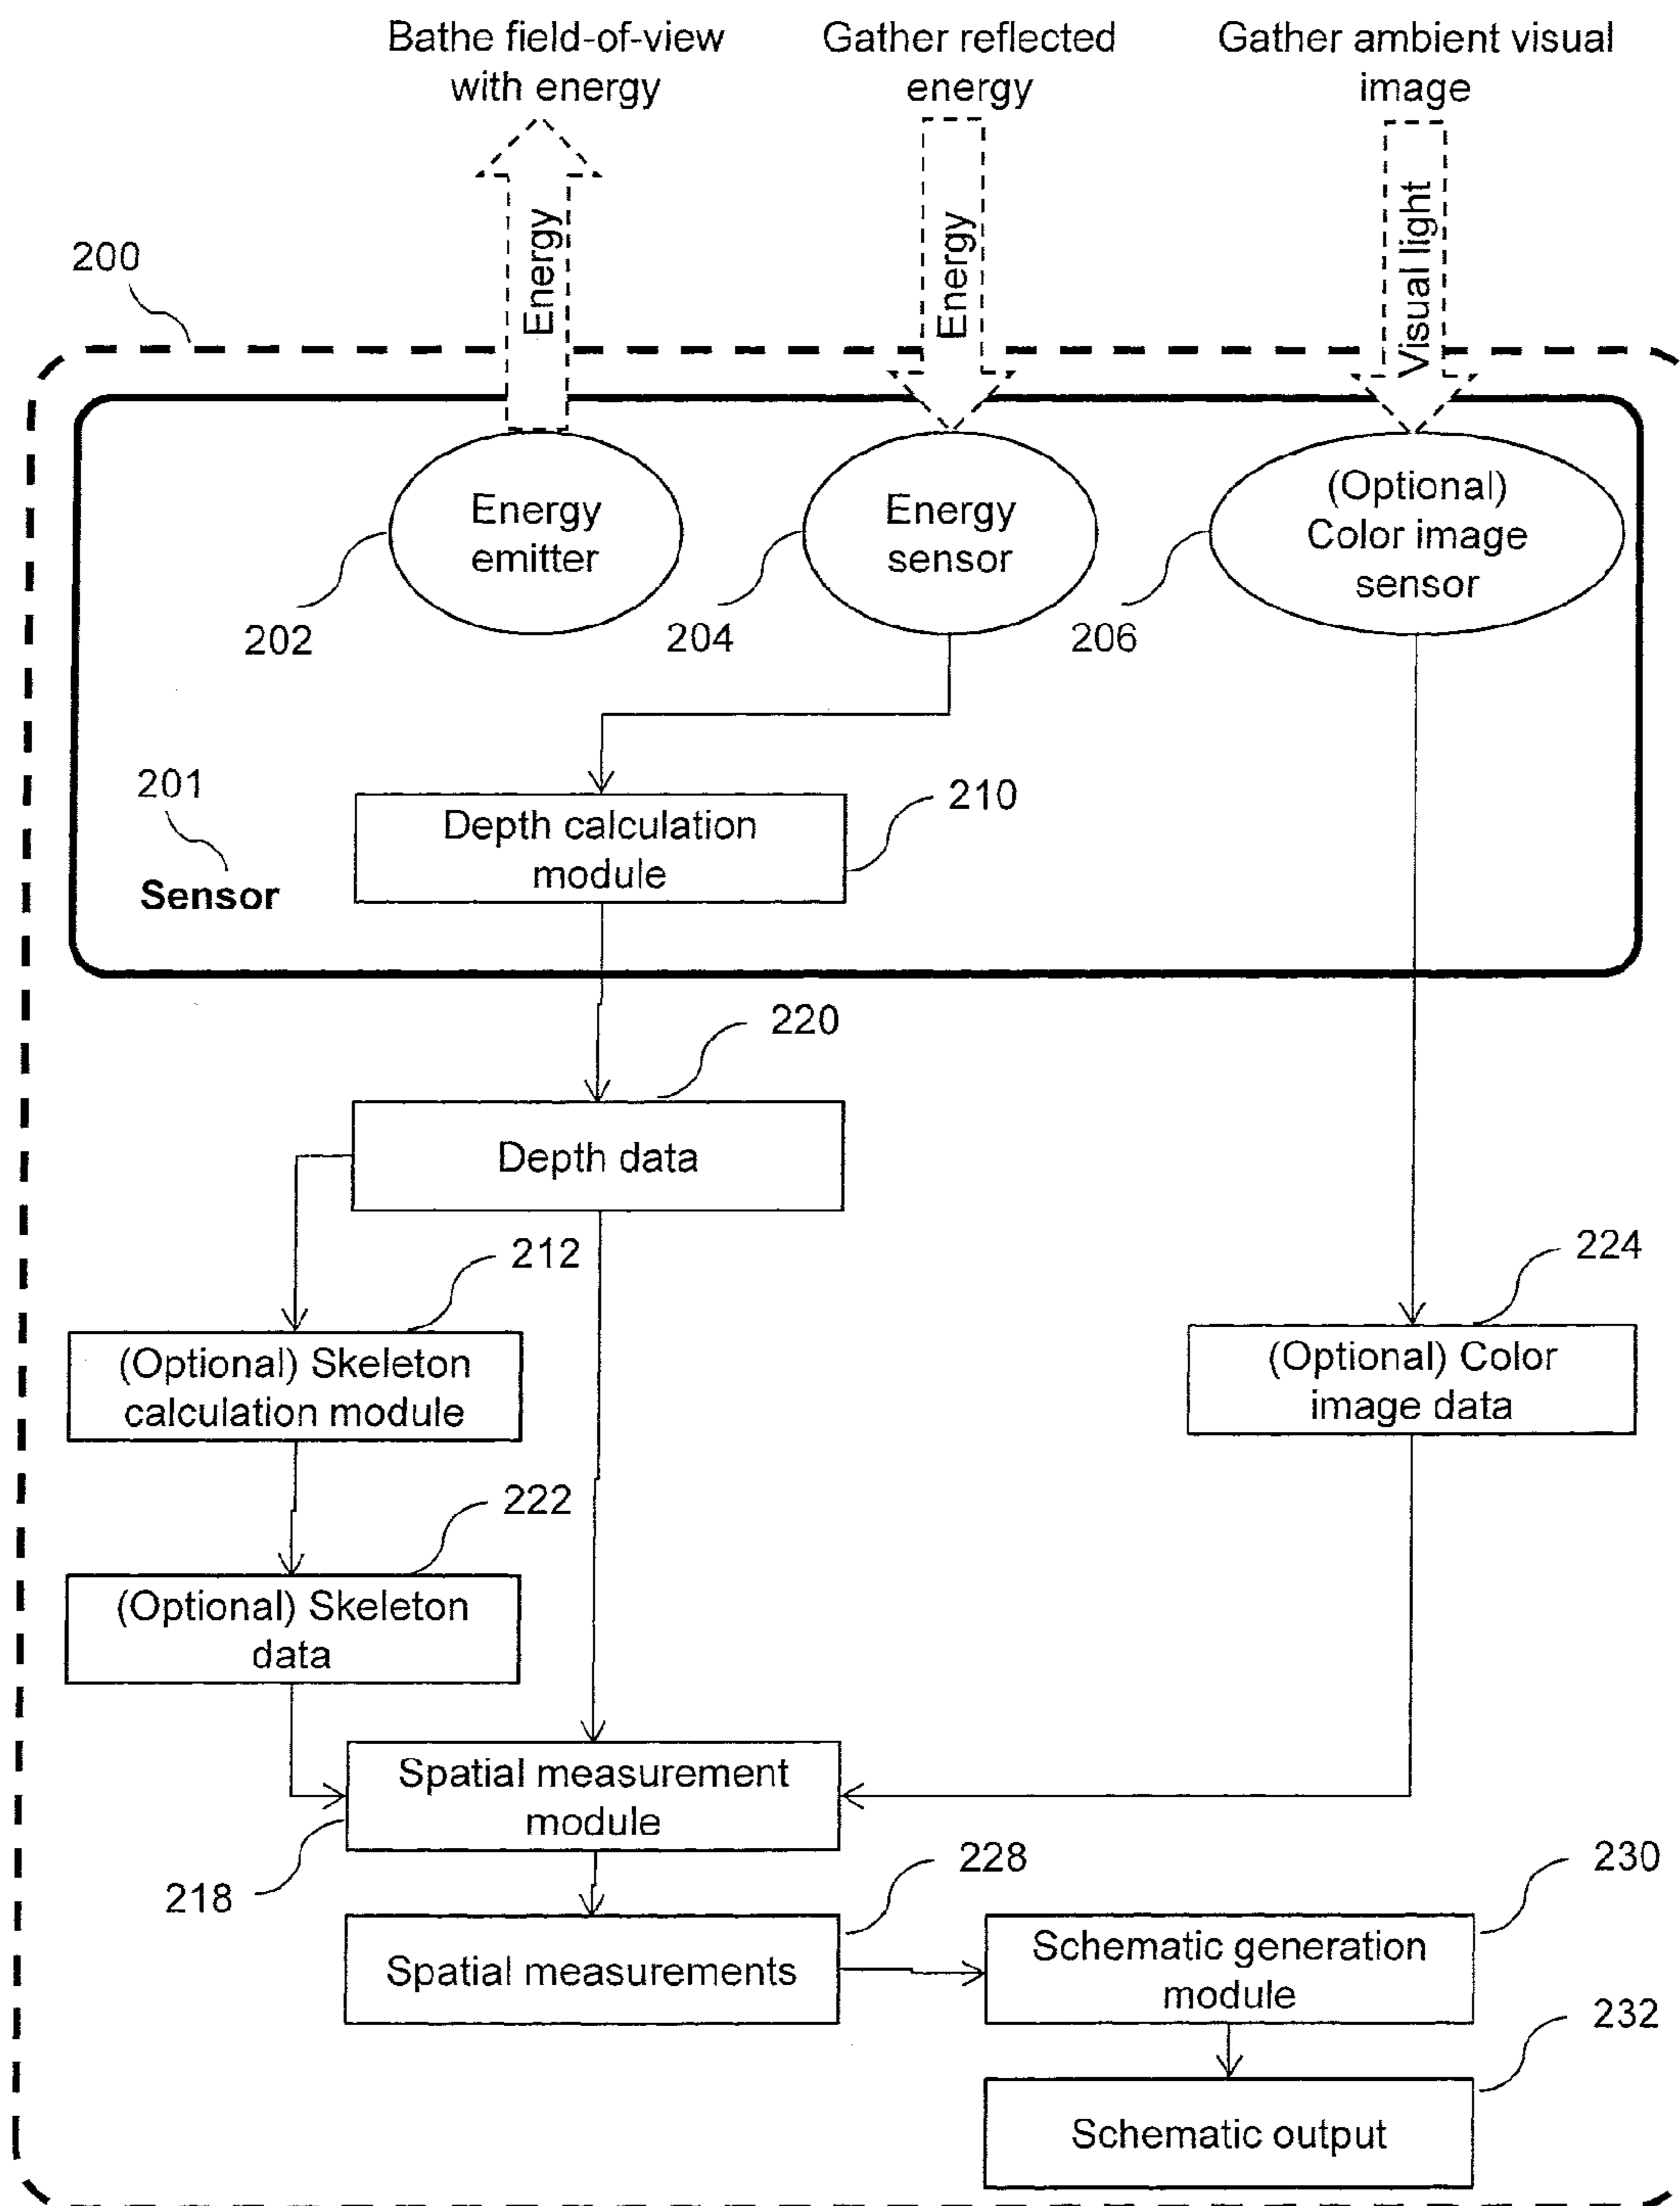 Bathe field-of-view
with energy
Gather reflected
energy
Gather ambient visual
image
Energy
Energy
Visual light
200
Energy
emitter
202
Energy
sensor
204
(Optional)
Color image
sensor
206
201
Sensor
Depth calculation
module
210
220
Depth data
212
(Optional) Skeleton
calculation module
224
(Optional) Color
image data
222
(Optional) Skeleton
data
Spatial measurement
module
218
228
Spatial measurements
230
Schematic generation
module
232
Schematic output